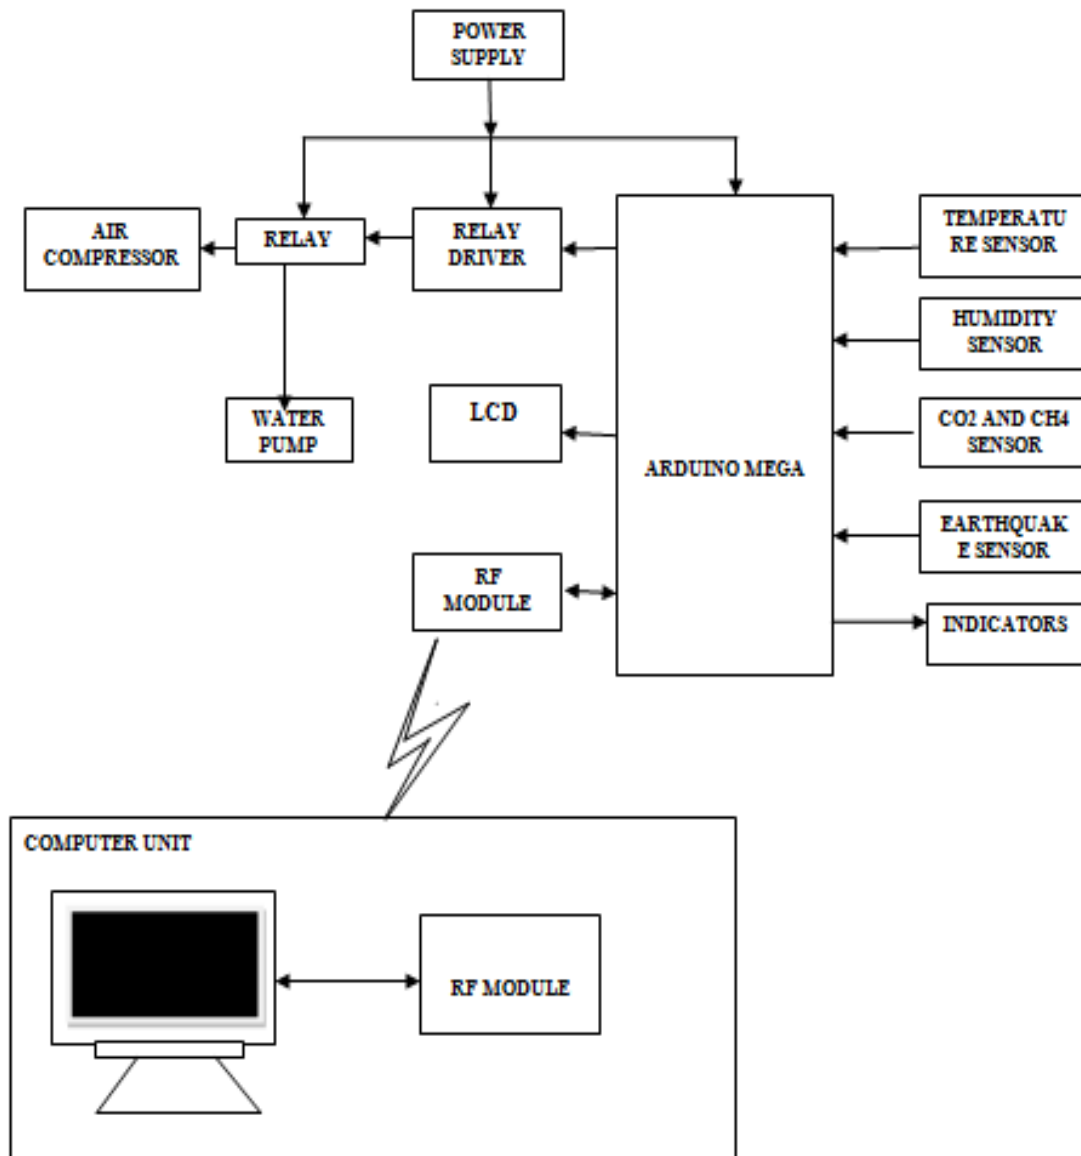 POWER
SUPPLY
AIR
COMPRESSOR
RELAY
RELAY
DRIVER
TEMPERATU
RE SENSOR
HUMIDITY
SENSOR
WATER
PUMP
LCD
CO2 AND CH4
SENSOR
ARDUINO MEGA
EARTHQUAK
E SENSOR
RF
MODULE
INDICATORS
COMPUTER UNIT
RF MODULE